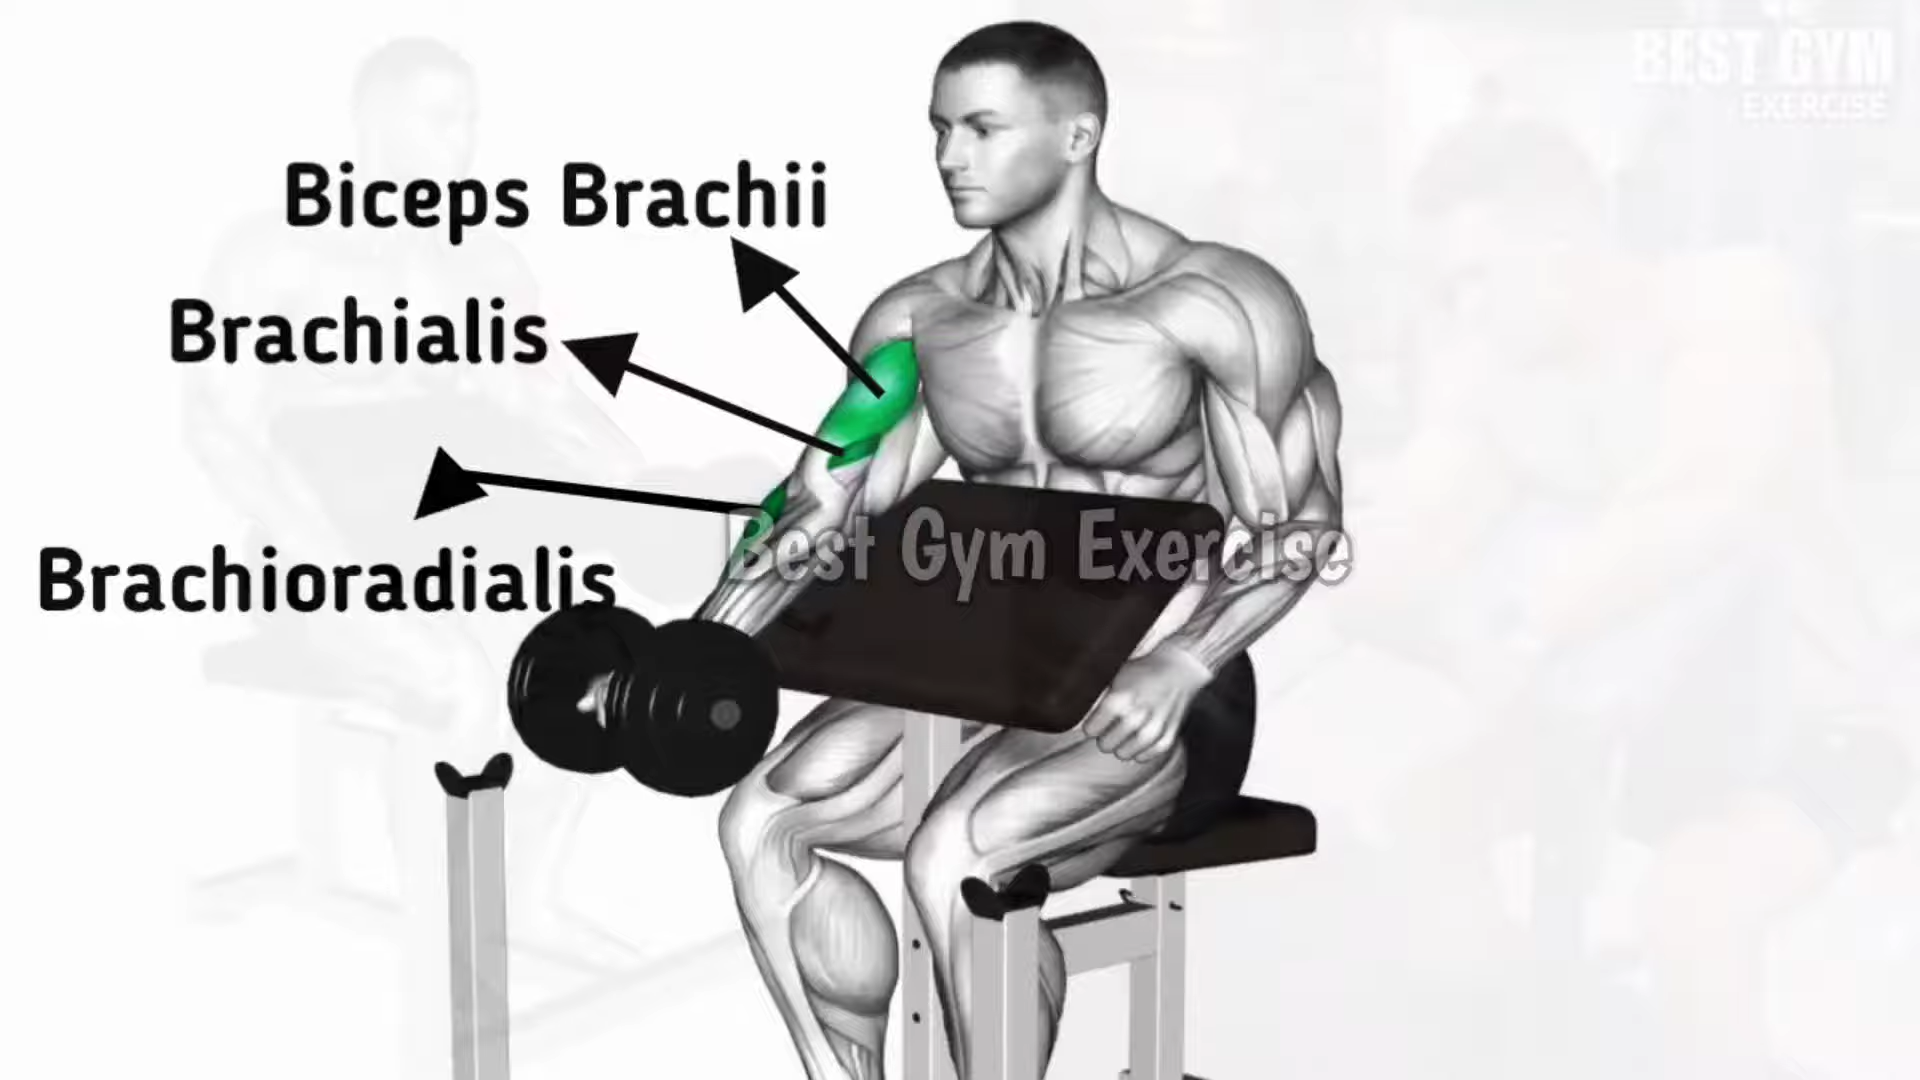 BEST GYM
EXERCISE
Biceps Brachii
Brachialis
Best Gym Exercise
Brachioradialis